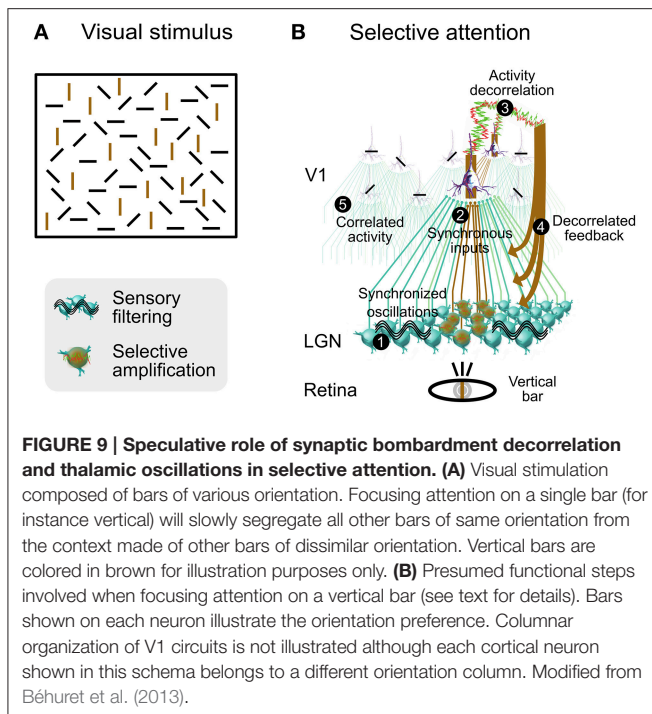 A Visual stimulus
B Selective attention
Activity
decorrelation
3
V1
5
Correlated
activity
2
Synchronous
inputs
4
Decorrelated
feedback
Sensory
filtering
Selective
amplification
Synchronized
oscillations
LGN
1
Retina
Vertical
bar
FIGURE 9 | Speculative role of synaptic bombardment decorrelation
and thalamic oscillations in selective attention. (A) Visual stimulation
composed of bars of various orientation. Focusing attention on a single bar (for
instance vertical) will slowly segregate all other bars of same orientation from
the context made of other bars of dissimilar orientation. Vertical bars are
colored in brown for illustration purposes only. (B) Presumed functional steps
involved when focusing attention on a vertical bar (see text for details). Bars
shown on each neuron illustrate the orientation preference. Columnar
organization of V1 circuits is not illustrated although each cortical neuron
shown in this schema belongs to a different orientation column. Modified from
Béhuret et al. (2013).